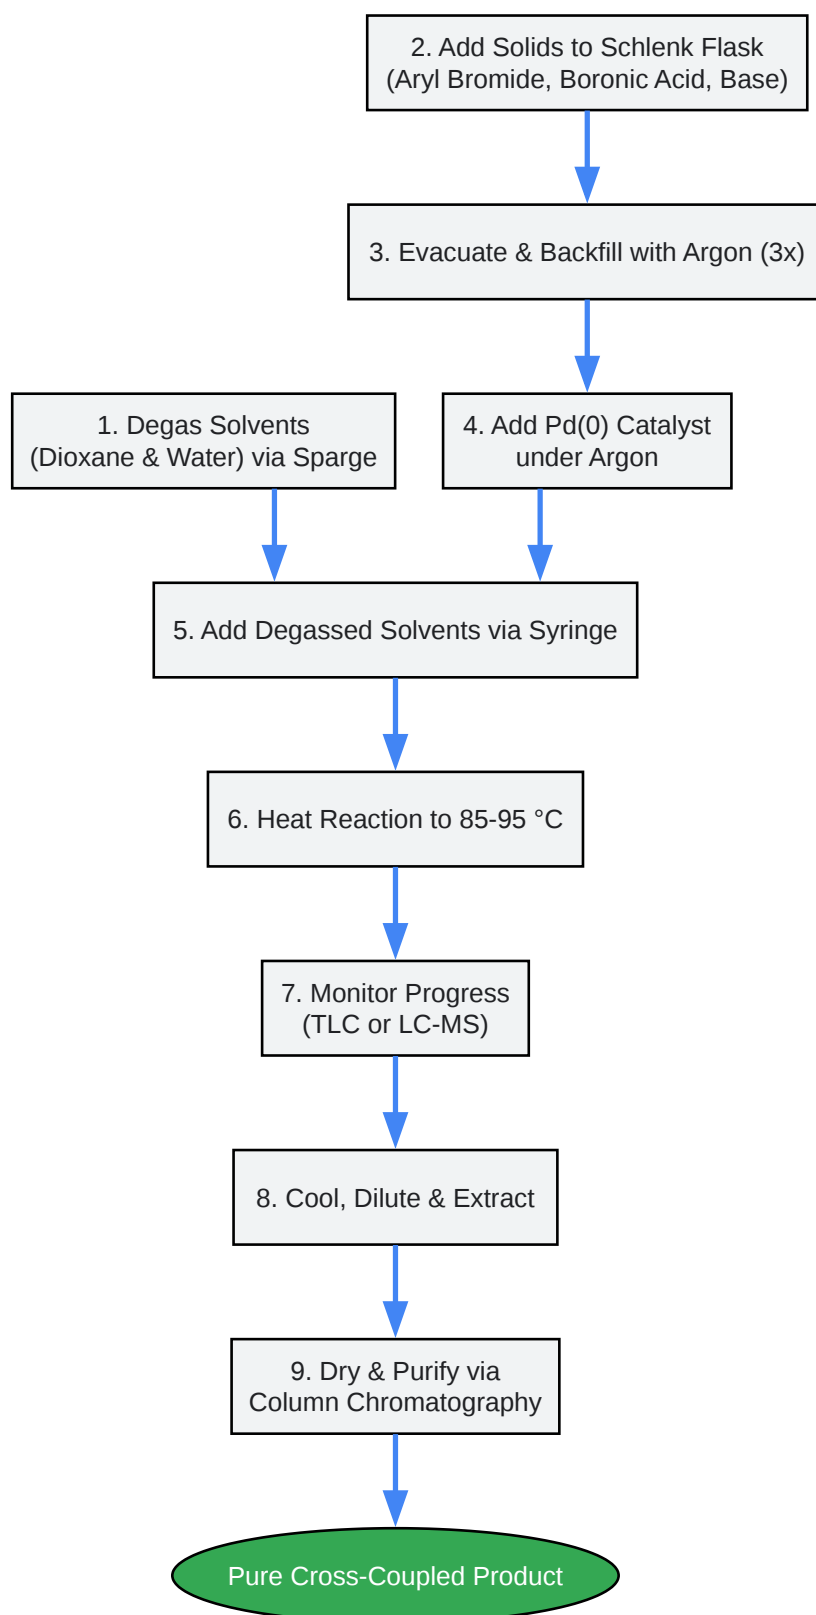 2. Add Solids to Schlenk Flask
(Aryl Bromide, Boronic Acid, Base)
3. Evacuate & Backfill with Argon (3x)
1. Degas Solvents
(Dioxane & Water) via Sparge
4. Add Pd(0) Catalyst
under Argon
5. Add Degassed Solvents via Syringe
6. Heat Reaction to 85-95 °C
7. Monitor Progress
(TLC or LC-MS)
8. Cool, Dilute & Extract
9. Dry & Purify via
Column Chromatography
Pure Cross-Coupled Product